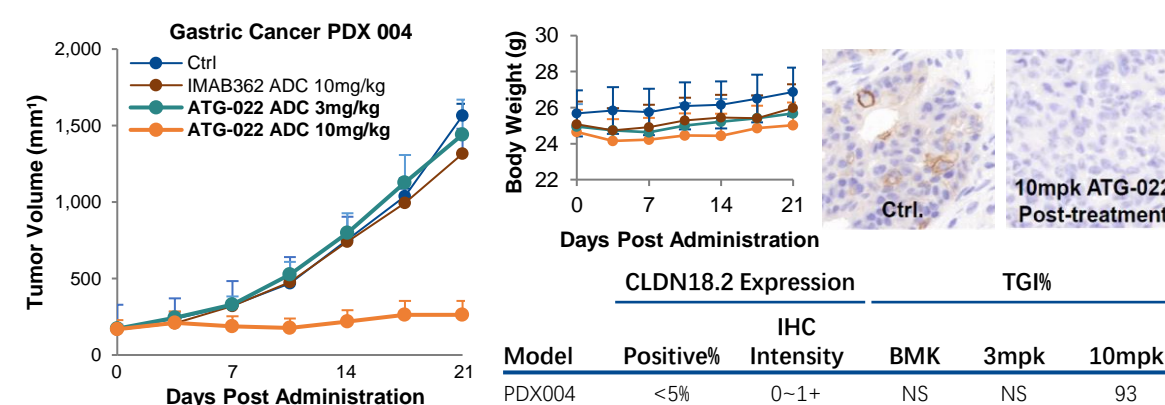 Gastric Cancer PDX 004
Tumor Volume (mm¹)
2,000
1,500
1,000
500
0
Ctrl
IMAB362 ADC 10mg/kg
ATG-022 ADC 3mg/kg
ATG-022 ADC 10mg/kg
0 7 14 21
Days Post Administration
Body Weight (g)
30
28
26
24
22
0 7 14 21
Days Post Administration
Ctrl.
10mpk ATG-022
Post-treatment
CLDN18.2 Expression TGI%
IHC
Model Positive% Intensity BMK 3mpk 10mpk
PDX004 <5% 0~1+ NS NS 93